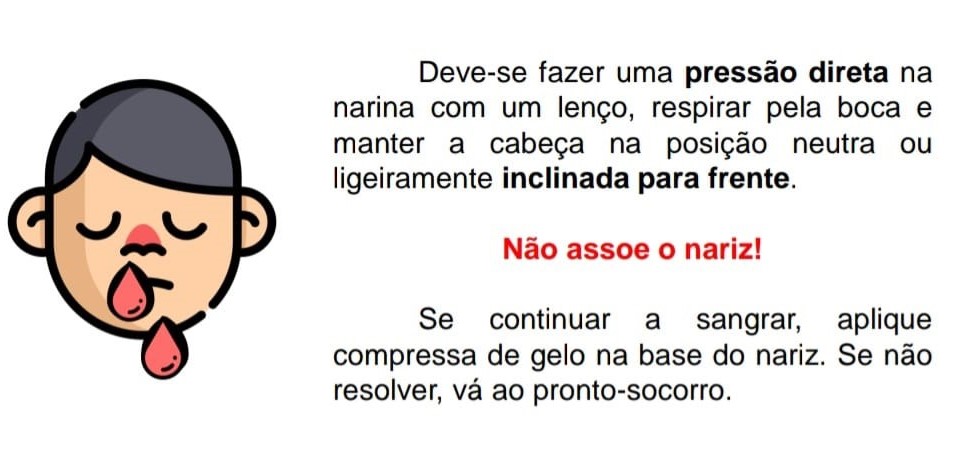 Deve-se fazer uma pressão direta na
narina com um lenço, respirar pela boca e
manter a cabeça na posição neutra ou
ligeiramente inclinada para frente.
Não assoe o nariz!
Se continuar a sangrar, aplique
compressa de gelo na base do nariz. Se não
resolver, vá ao pronto-socorro.